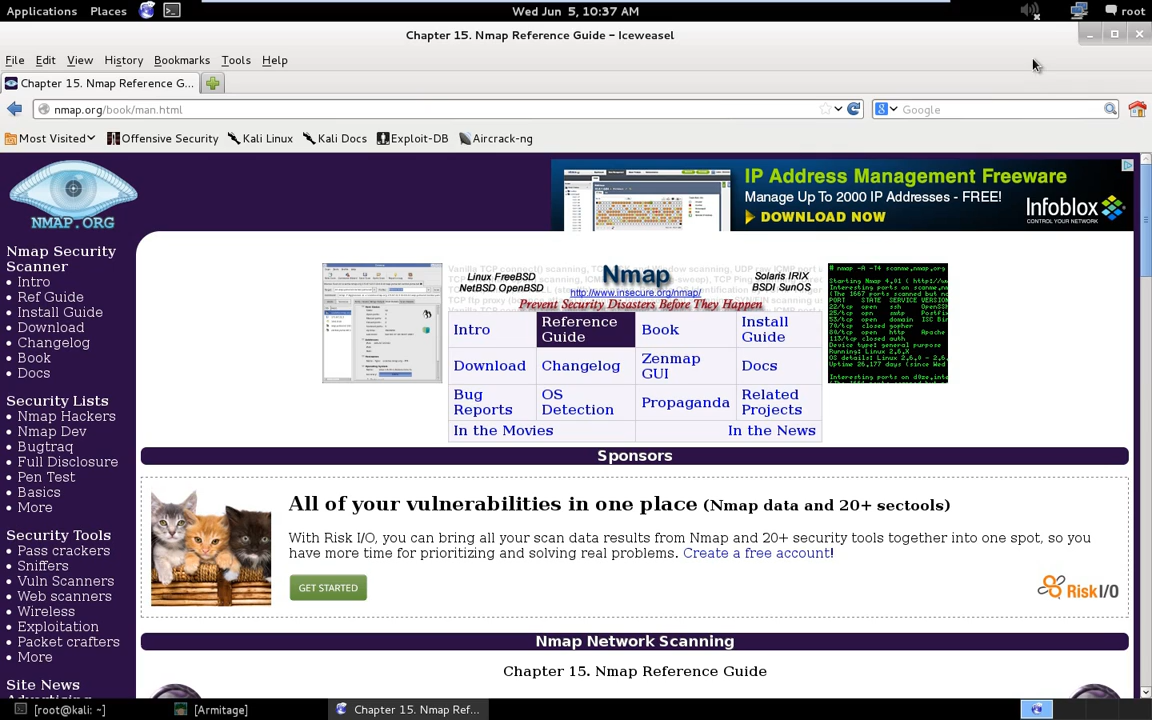 Applications Places Wed Jun 5, 10:37 AM root
Chapter 15. Nmap Reference Guide - Iceweasel
File Edit View History Bookmarks Tools Help
Chapter 15. Nmap Reference G...
nmap.org/book/man.html Google
Most Visited Offensive Security Kali Linux Kali Docs Exploit-DB Aircrack-ng
NMAP.ORG
IP Address Management Freeware
Manage Up To 2000 IP Addresses - FREE!
DOWNLOAD NOW
Infoblox
CONTROL YOUR NETWORK
Nmap Security
Scanner
• Intro
• Ref Guide
• Install Guide
• Download
• Changelog
• Book
• Docs
Security Lists
• Nmap Hackers
• Nmap Dev
• Bugtraq
• Full Disclosure
• Pen Test
• Basics
• More
Security Tools
• Pass crackers
• Sniffers
• Vuln Scanners
• Web scanners
• Wireless
• Exploitation
• Packet crafters
• More
Site News
Linux FreeBSD
NetBSD OpenBSD
Nmap
http://www.insecure.org/nmap/
Solaris IRIX
BSDI SunOS
Prevent Security Disasters Before They Happen
Intro
Reference
Guide
Book
Install
Guide
Download
Changelog
Zenmap
GUI
Docs
Bug
Reports
OS
Detection
Propaganda
Related
Projects
In the Movies
In the News
# nmap -A -T4 scanme.nmap.org
Sponsors
All of your vulnerabilities in one place (Nmap data and 20+ sectools)
With Risk I/O, you can bring all your scan data results from Nmap and 20+ security tools together into one spot, so you
have more time for prioritizing and solving real problems. Create a free account!
GET STARTED
Risk I/O
Nmap Network Scanning
Chapter 15. Nmap Reference Guide
[root@kali: ~] [Armitage] Chapter 15. Nmap Ref...